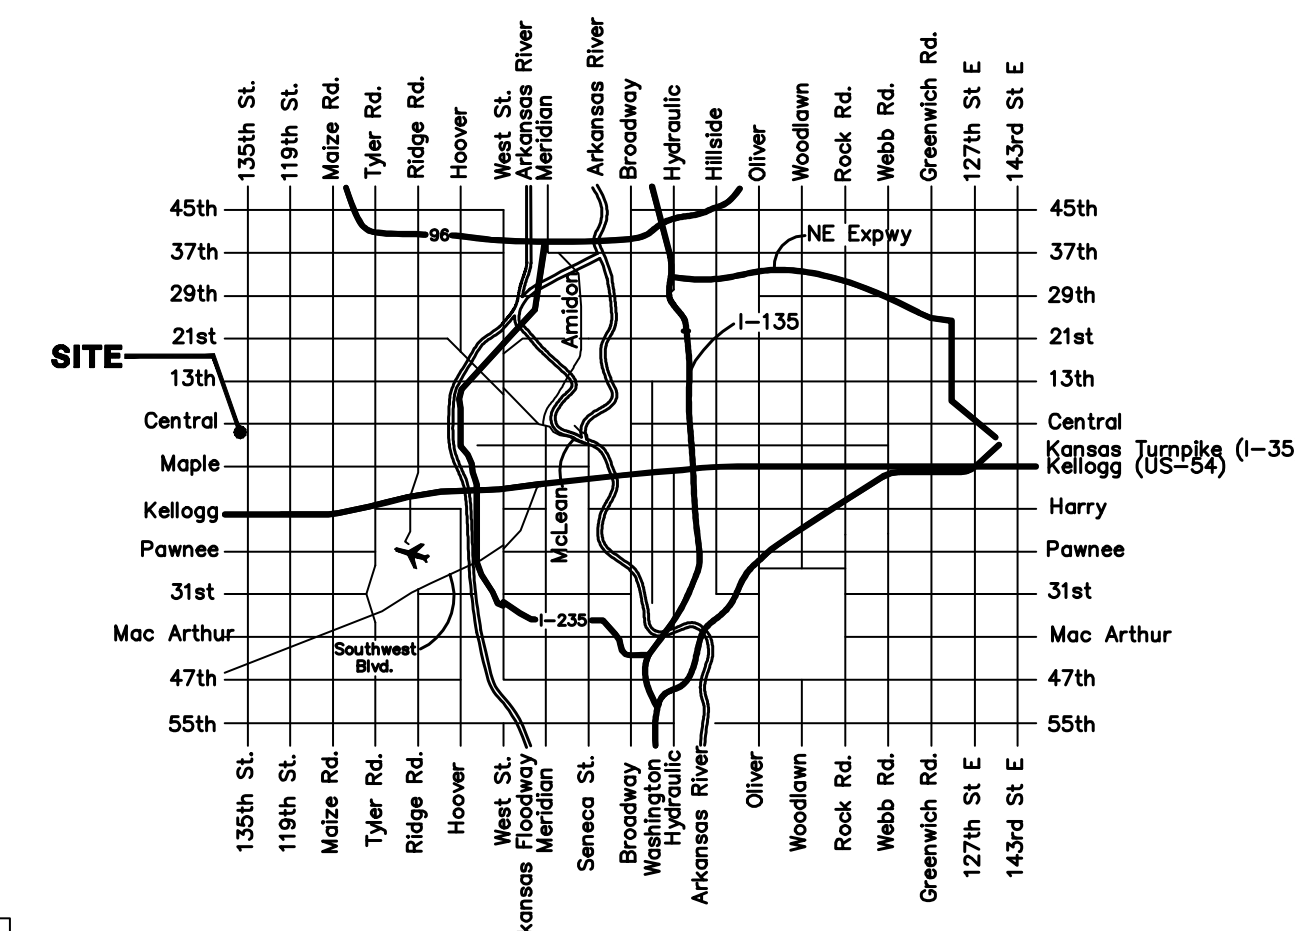 135th St.
119th St.
Maize Rd.
Tyler Rd.
Ridge Rd.
Hoover
West St.
Arkansas River
Meridian
Arkansas River
Broadway
Hydraulic
Hillside
Oliver
Woodlawn
Rock Rd.
Webb Rd.
Greenwich Rd.
127th St E
143rd St E
45th
37th
29th
21st
SITE
13th
Central
Maple
Kellogg
Pawnee
31st
Mac Arthur
47th
55th
96
NE Expwy
Amidon
I-135
McLean
I-235
Southwest
Blvd.
45th
37th
29th
21st
13th
Central
Kansas Turnpike (I-35
Kellogg (US-54)
Harry
Pawnee
31st
Mac Arthur
47th
55th
135th St.
119th St.
Maize Rd.
Tyler Rd.
Ridge Rd.
Hoover
West St.
kansas Floodway
Meridian
Seneca St.
Broadway
Washington
Hydraulic
Arkansas River
Oliver
Woodlawn
Rock Rd.
Webb Rd.
Greenwich Rd.
127th St E
143rd St E